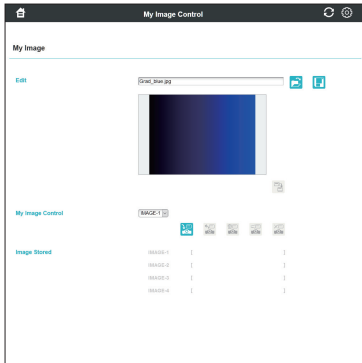 My Image Control
My Image
Edit
Grad_blue.jpg
My Image Control
IMAGE-1
Image Stored
IMAGE-1 [ ]
IMAGE-2 [ ]
IMAGE-3 [ ]
IMAGE-4 [ ]